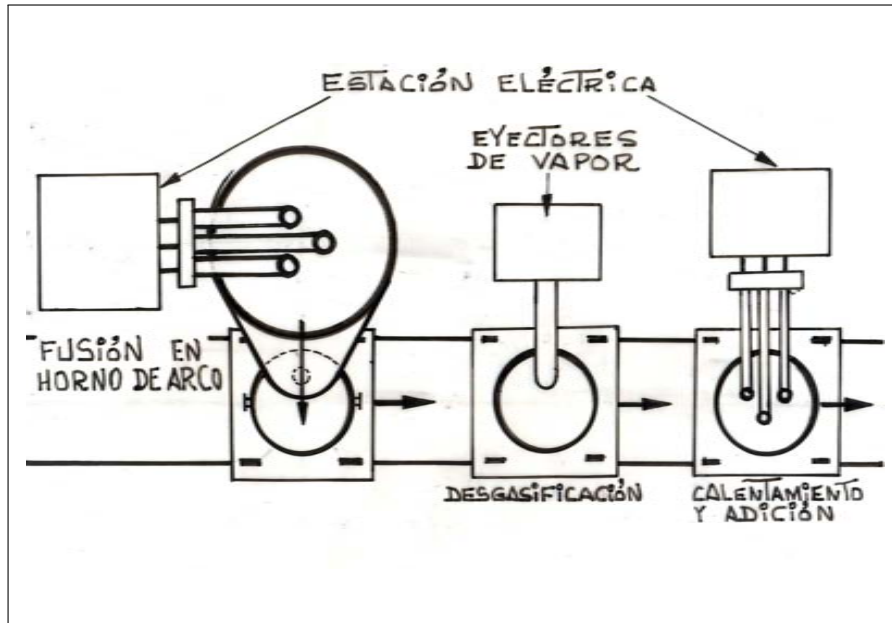 ESTACIÓN ELÉCTRICA
EYECTORES
DE VAPOR
FUSIÓN EN
HORNO DE ARCO
DESGASIFICACIÓN
CALENTAMIENTO
Y ADICIÓN